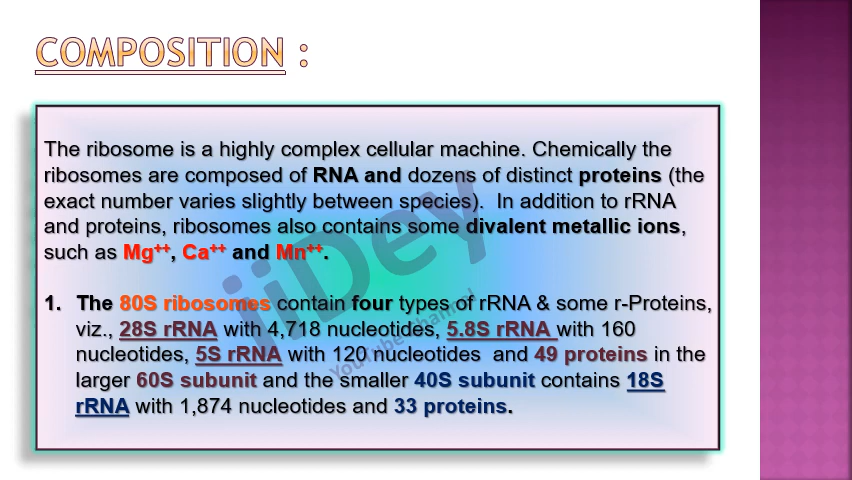 COMPOSITION :
The ribosome is a highly complex cellular machine. Chemically the
ribosomes are composed of RNA and dozens of distinct proteins (the
exact number varies slightly between species). In addition to rRNA
and proteins, ribosomes also contains some divalent metallic ions,
such as Mg++, Ca++ and Mn++.
1. The 80S ribosomes contain four types of rRNA & some r-Proteins,
viz., 28S rRNA with 4,718 nucleotides, 5.8S rRNA with 160
nucleotides, 5S rRNA with 120 nucleotides and 49 proteins in the
larger 60S subunit and the smaller 40S subunit contains 18S
rRNA with 1,874 nucleotides and 33 proteins.
iiDey
YouTube Channel